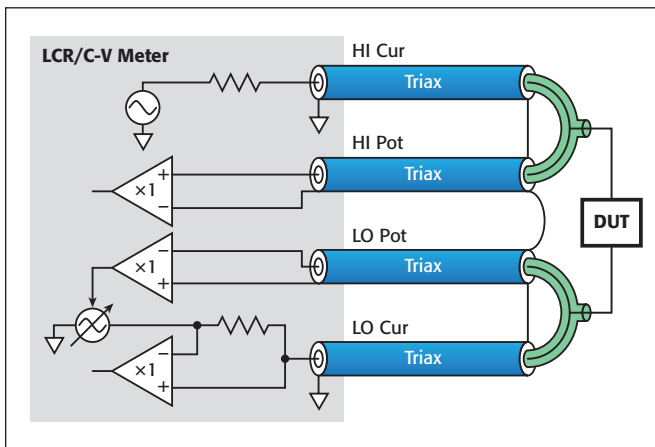 LCR/C-V Meter
HI Cur
Triax
HI Pot
Triax
+
×1
−
LO Pot
Triax
−
×1
+
LO Cur
Triax
−
×1
+
DUT